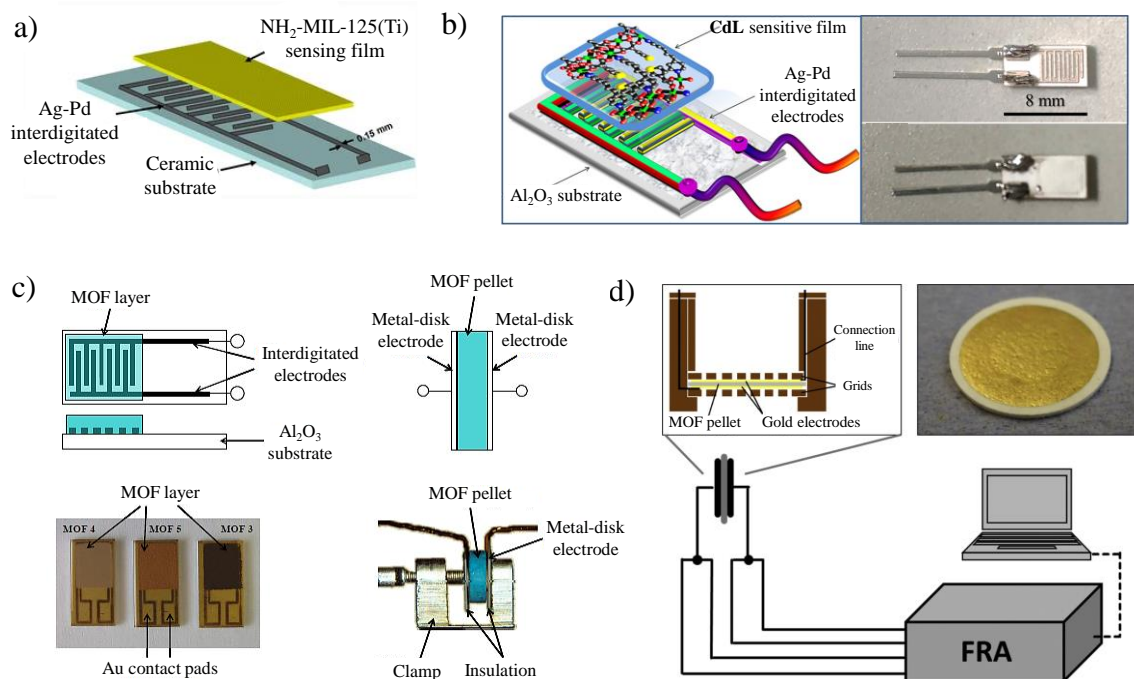 a)
NH₂-MIL-125(Ti)
sensing film
Ag-Pd
interdigitated
electrodes
0.15 mm
Ceramic
substrate
b)
CdL sensitive film
Ag-Pd
interdigitated
electrodes
Al₂O₃ substrate
8 mm
c)
MOF layer
Interdigitated
electrodes
Al₂O₃
substrate
MOF pellet
Metal-disk
electrode
Metal-disk
electrode
MOF layer
MOF 4
MOF 5
MOF 3
Au contact pads
MOF pellet
Metal-disk
electrode
Clamp
Insulation
d)
Connection
line
Grids
MOF pellet
Gold electrodes
FRA